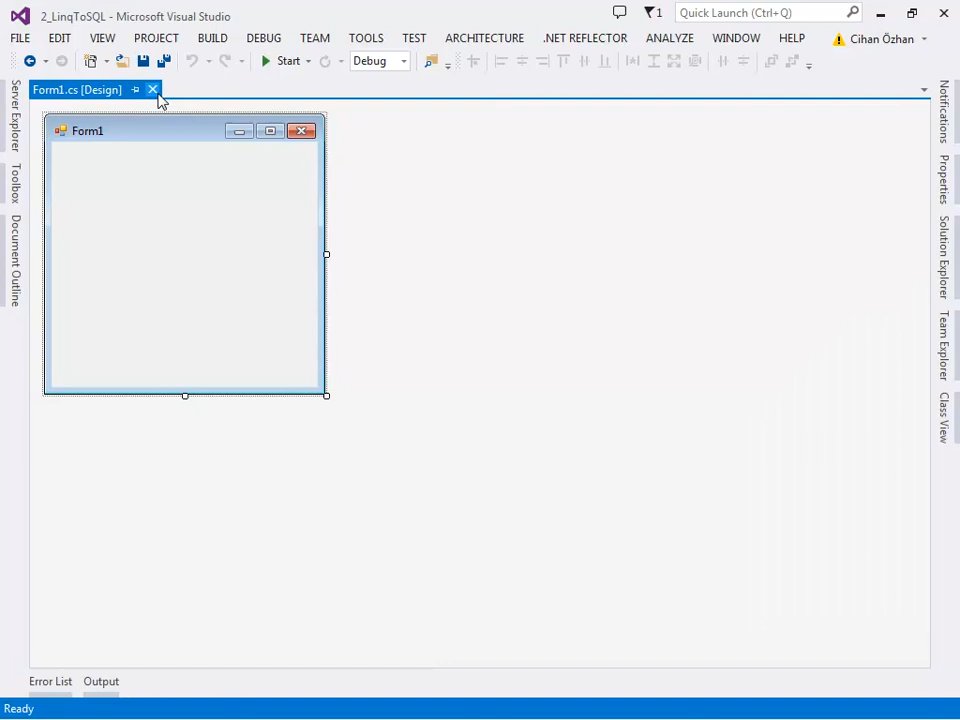 2_LinqToSQL - Microsoft Visual Studio
1
Quick Launch (Ctrl+Q)
FILE EDIT VIEW PROJECT BUILD DEBUG TEAM TOOLS TEST ARCHITECTURE .NET REFLECTOR ANALYZE WINDOW HELP
Cihan Özhan
Start
Debug
Form1.cs [Design]
Form1
Server Explorer
Toolbox
Document Outline
Notifications
Properties
Solution Explorer
Team Explorer
Class View
Error List
Output
Ready